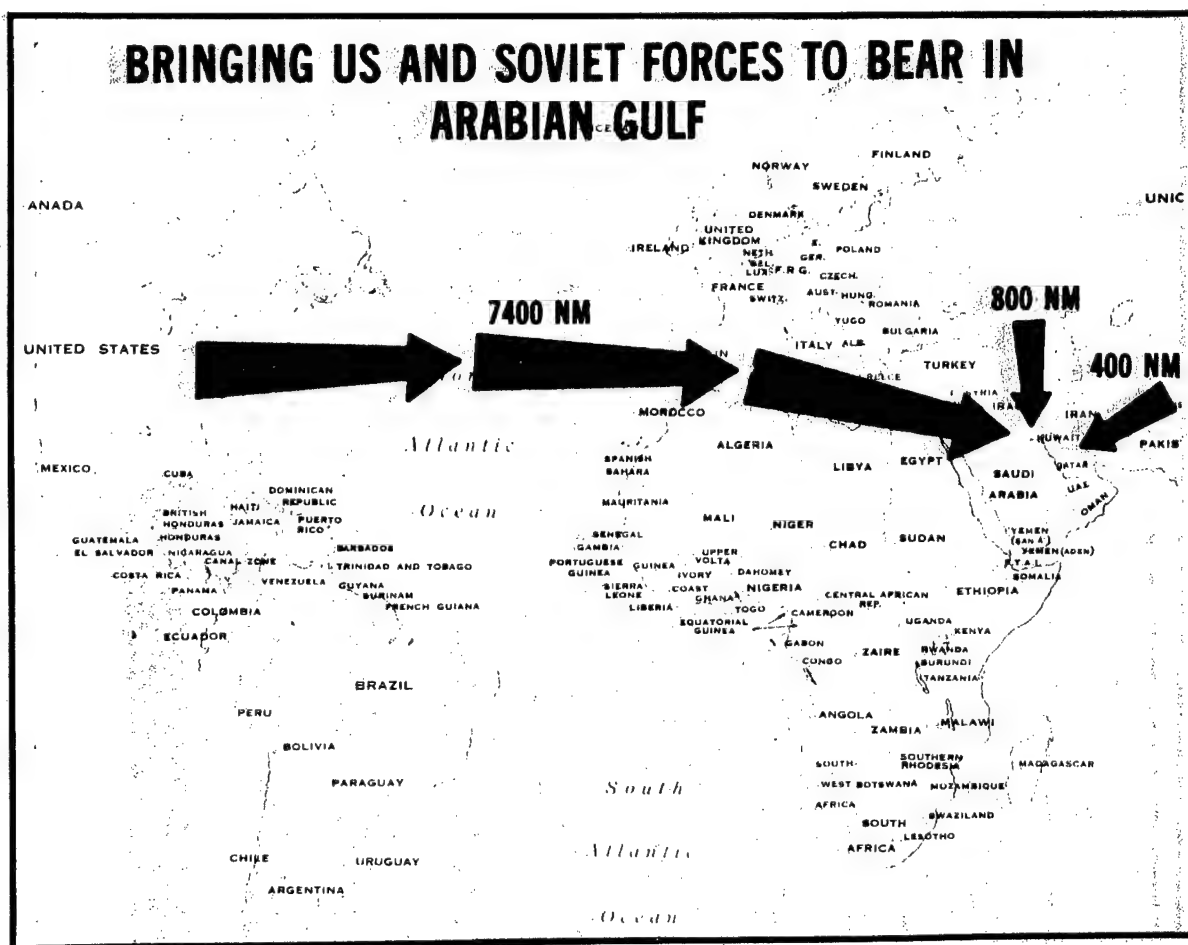 BRINGING US AND SOVIET FORCES TO BEAR IN
ARABIAN GULF
FINLAND
NORWAY
SWEDEN
ANADA
UNIC
DENMARK
UNITED
KINGDOM
IRELAND
E.
GER.
POLAND
NETH
BEL
LUX
F.R.G.
CZECH.
FRANCE
SWITZ.
AUST.
HUNG.
ROMANIA
800 NM
7400 NM
YUGO
BULGARIA
UNITED STATES
ITALY
ALB.
TURKEY
400 NM
IRAN
MOROCCO
KUWAIT
Atlantic
ALGERIA
PAKIS
LIBYA
EGYPT
MEXICO
CUBA
SPANISH
SAHARA
SAUDI
ARABIA
QATAR
UAE
OMAN
DOMINICAN
REPUBLIC
HAITI
JAMAICA
PUERTO
RICO
BRITISH
HONDURAS
HONDURAS
Ocean
MAURITANIA
MALI
NIGER
CHAD
SUDAN
YEMEN
(SAN'A')
YEMEN (ADEN)
F.T.A.I.
SOMALIA
GUATEMALA
EL SALVADOR
NICARAGUA
BARBADOS
SENEGAL
GAMBIA
PORTUGUESE
GUINEA
GUINEA
UPPER
VOLTA
DAHOMEY
COSTA RICA
CANAL ZONE
TRINIDAD AND TOBAGO
PANAMA
VENEZUELA
GUYANA
SURINAM
FRENCH GUIANA
SIERRA
LEONE
IVORY
COAST
GHANA
NIGERIA
LIBERIA
TOGO
CENTRAL AFRICAN
REP.
ETHIOPIA
COLOMBIA
ECUADOR
EQUATORIAL
GUINEA
CAMEROON
UGANDA
KENYA
GABON
CONGO
ZAIRE
RWANDA
BURUNDI
TANZANIA
BRAZIL
PERU
ANGOLA
ZAMBIA
MALAWI
BOLIVIA
SOUTH-
WEST
AFRICA
SOUTHERN
RHODESIA
MADAGASCAR
PARAGUAY
South
BOTSWANA
MOZAMBIQUE
SWAZILAND
SOUTH
AFRICA
LESOTHO
CHILE
URUGUAY
Atlantic
ARGENTINA
Ocean